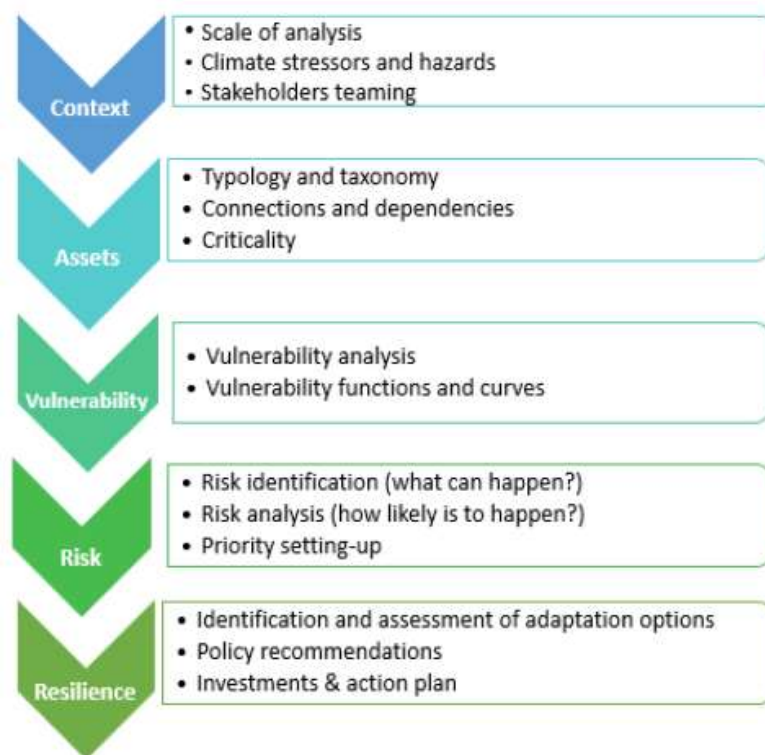 Context
• Scale of analysis
• Climate stressors and hazards
• Stakeholders teaming
Assets
• Typology and taxonomy
• Connections and dependencies
• Criticality
Vulnerability
• Vulnerability analysis
• Vulnerability functions and curves
Risk
• Risk identification (what can happen?)
• Risk analysis (how likely is to happen?)
• Priority setting-up
Resilience
• Identification and assessment of adaptation options
• Policy recommendations
• Investments & action plan